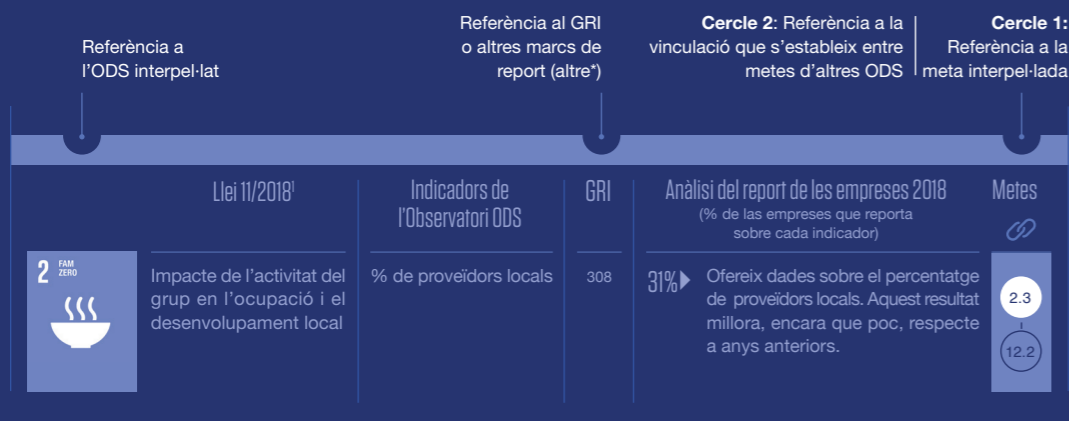 Referència a
l'ODS interpel·lat
Referència al GRI
o altres marcs de
report (altre*)
Cercle 2: Referència a la
vinculació que s'estableix entre
metes d'altres ODS
Cercle 1:
Referència a la
meta interpel·lada
Llei 11/2018¹
Indicadors de
l'Observatori ODS
GRI
Anàlisi del report de les empreses 2018
(% de las empreses que reporta
sobre cada indicador)
Metes
2 FAM
ZERO
Impacte de l'activitat del
grup en l'ocupació i el
desenvolupament local
% de proveïdors locals
308
31%
Ofereix dades sobre el percentatge
de proveïdors locals. Aquest resultat
millora, encara que poc, respecte
a anys anteriors.
2.3
12.2